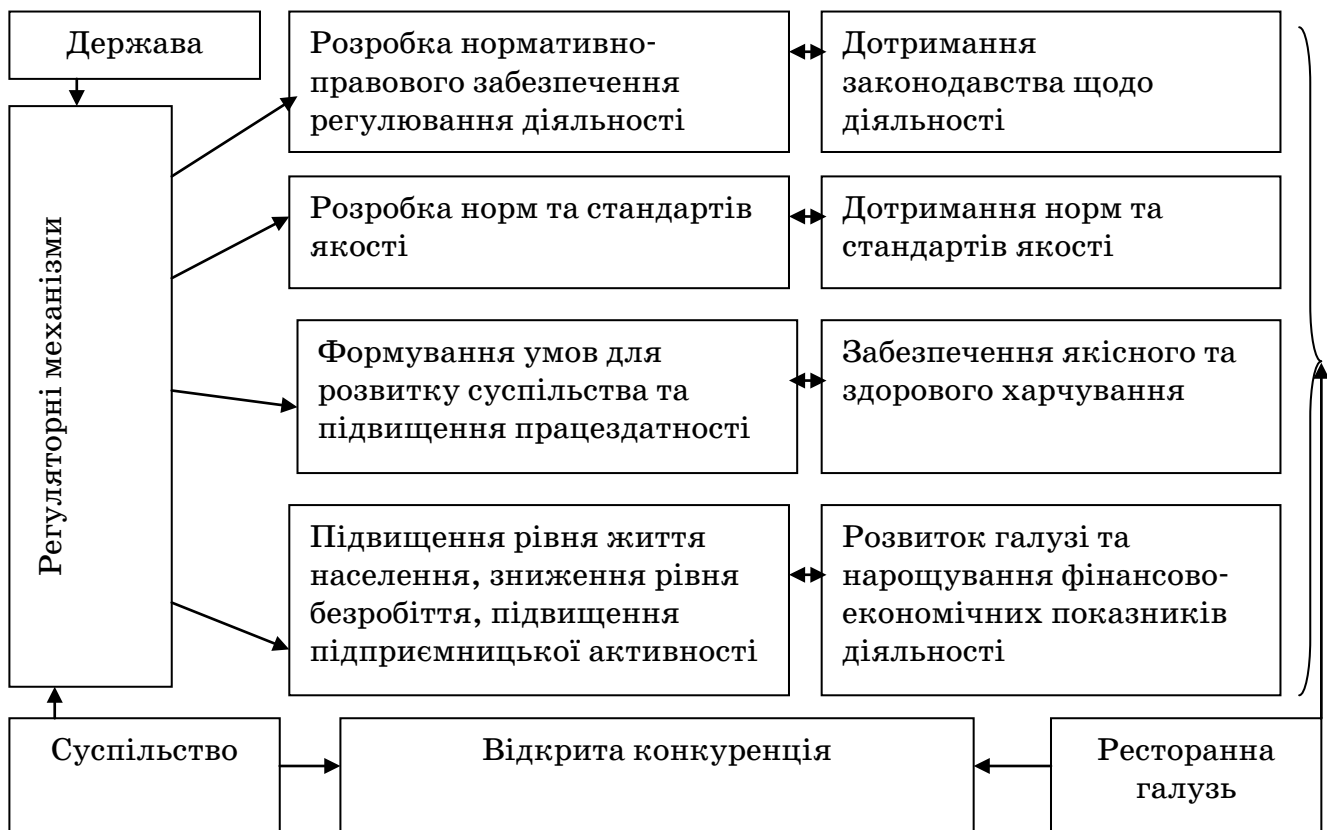 Держава
Регуляторні механізми
Розробка нормативно-
правового забезпечення
регулювання діяльності
Дотримання
законодавства щодо
діяльності
Розробка норм та стандартів
якості
Дотримання норм та
стандартів якості
Формування умов для
розвитку суспільства та
підвищення працездатності
Забезпечення якісного та
здорового харчування
Підвищення рівня життя
населення, зниження рівня
безробіття, підвищення
підприємницької активності
Розвиток галузі та
нарощування фінансово-
економічних показників
діяльності
Суспільство
Відкрита конкуренція
Ресторанна
галузь